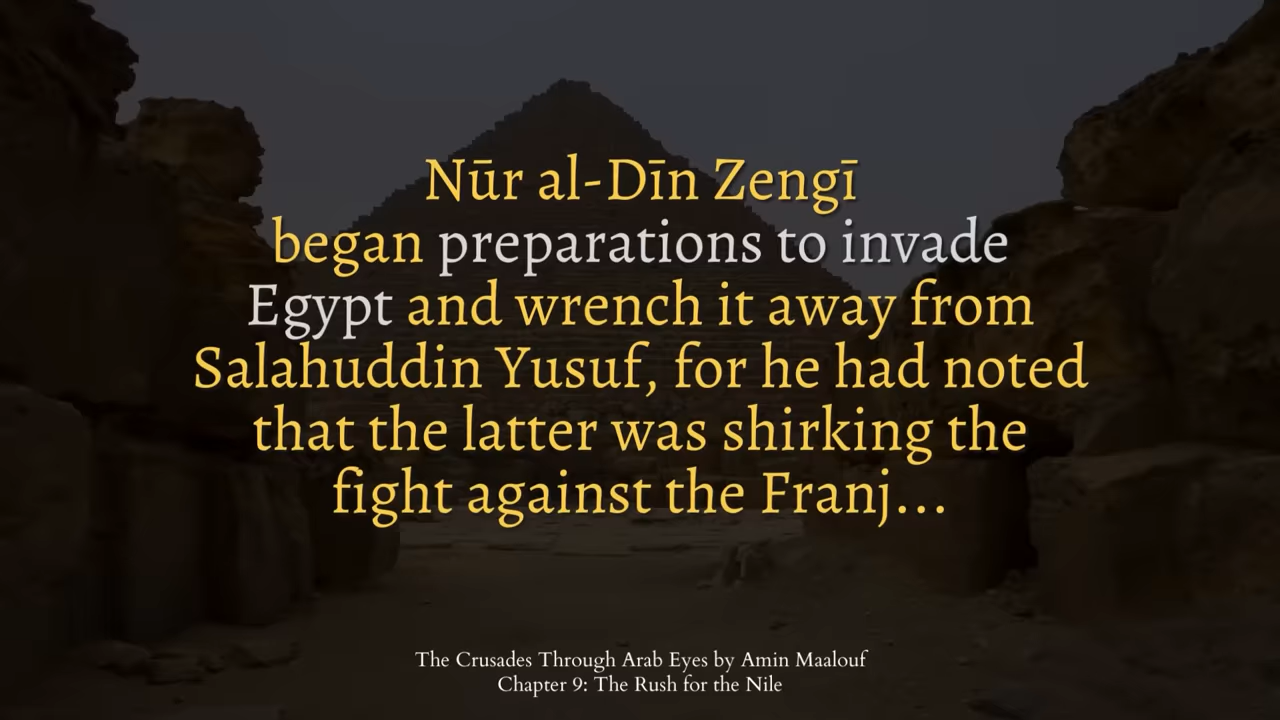 Nūr al-Dīn Zengī
began preparations to invade
Egypt and wrench it away from
Salahuddin Yusuf, for he had noted
that the latter was shirking the
fight against the Franj...
The Crusades Through Arab Eyes by Amin Maalouf
Chapter 9: The Rush for the Nile